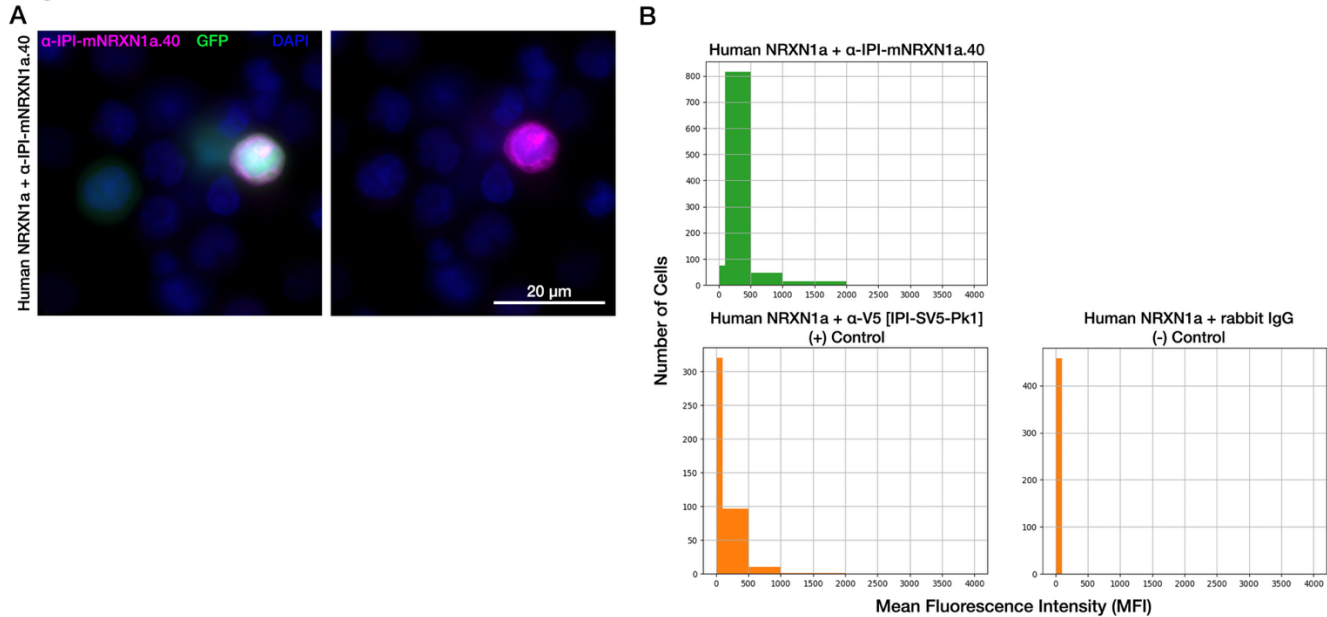 A
Human NRXN1a + α-IPI-mNRXN1a.40
α-IPI-mNRXN1a.40 GFP DAPI
20 µm
B
Number of Cells
Human NRXN1a + α-IPI-mNRXN1a.40
800
700
600
500
400
300
200
100
0
0 500 1000 1500 2000 2500 3000 3500 4000
Human NRXN1a + α-V5 [IPI-SV5-Pk1]
(+) Control
300
250
200
150
100
50
0
0 500 1000 1500 2000 2500 3000 3500 4000
Human NRXN1a + rabbit IgG
(-) Control
400
300
200
100
0
0 500 1000 1500 2000 2500 3000 3500 4000
Mean Fluorescence Intensity (MFI)